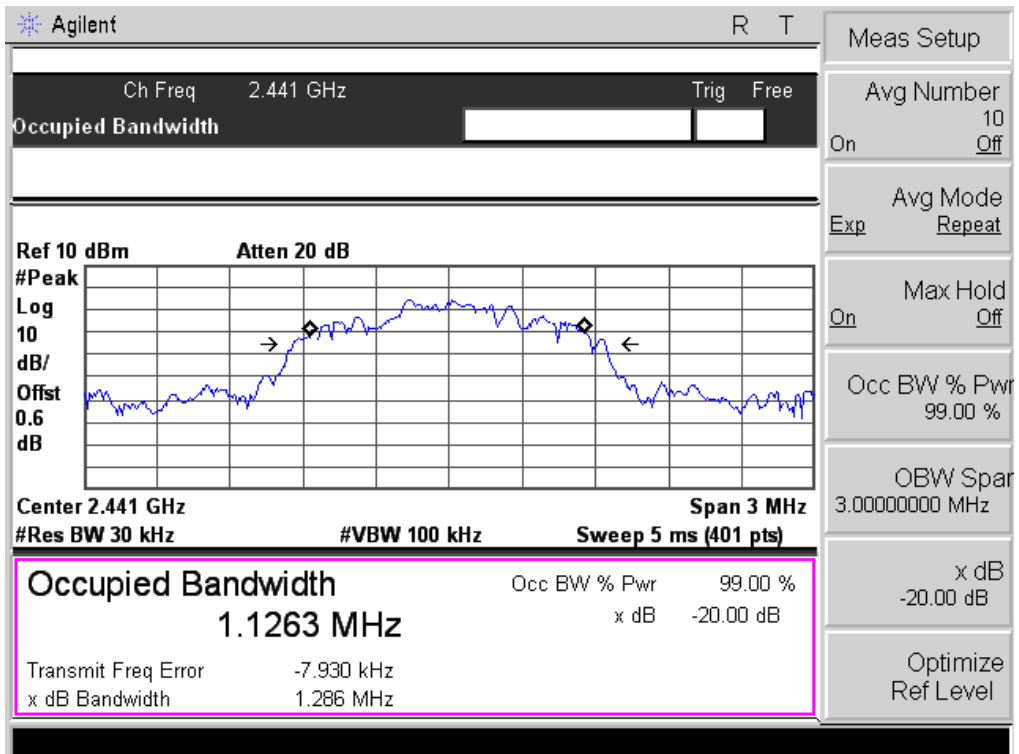 Agilent R T
Ch Freq 2.441 GHz Trig Free
Occupied Bandwidth
Ref 10 dBm Atten 20 dB
#Peak
Log
10
dB/
Offst
0.6
dB
Center 2.441 GHz Span 3 MHz
#Res BW 30 kHz #VBW 100 kHz Sweep 5 ms (401 pts)
Occupied Bandwidth Occ BW % Pwr 99.00 %
1.1263 MHz x dB -20.00 dB
Transmit Freq Error -7.930 kHz
x dB Bandwidth 1.286 MHz
Meas Setup
Avg Number
10
On Off
Avg Mode
Exp Repeat
Max Hold
On Off
Occ BW % Pwr
99.00 %
OBW Span
3.00000000 MHz
x dB
-20.00 dB
Optimize
Ref Level